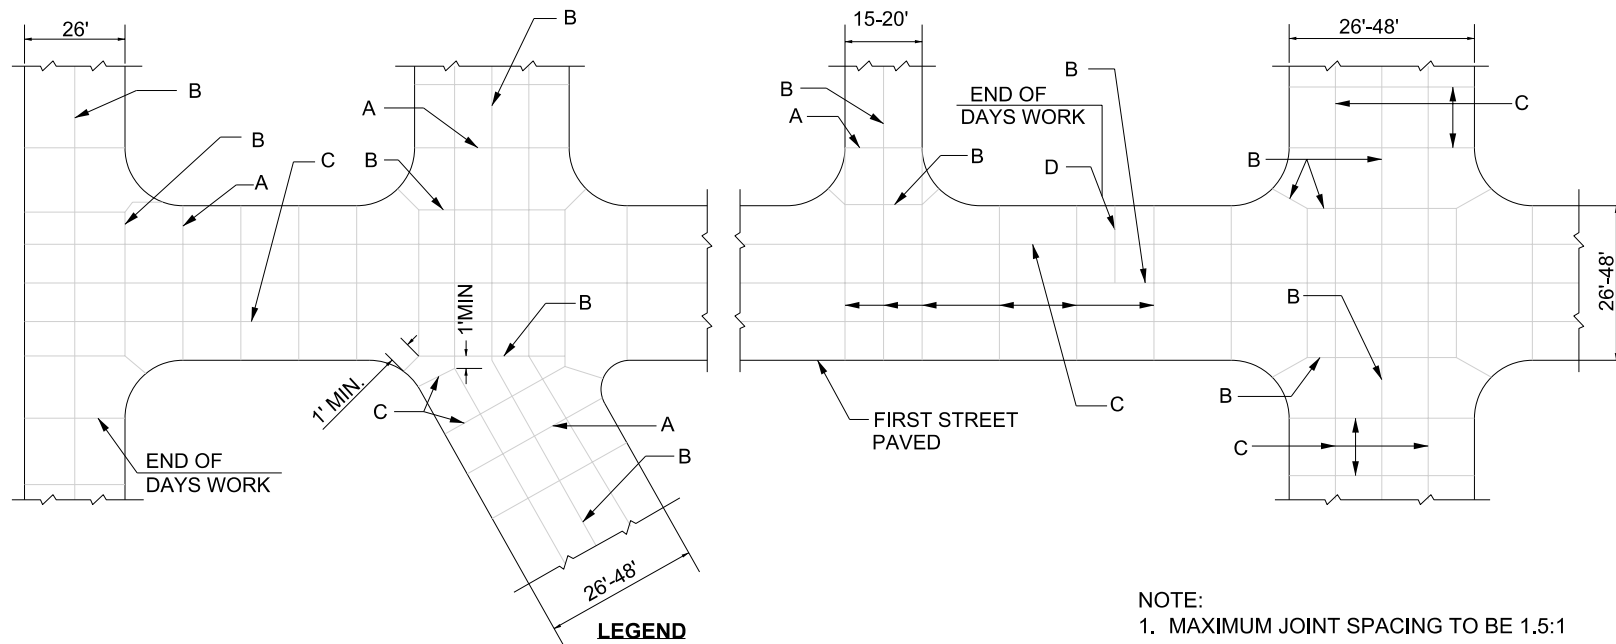 26'
B
15-20'
26'-48'
B
B
B
C
END OF
DAYS WORK
A
A
B
B
C
B
B
D
A
26'-48'
1'MIN
B
B
1' MIN.
B
C
C
FIRST STREET
PAVED
A
C
B
END OF
DAYS WORK
26'-48'
NOTE:
LEGEND
1. MAXIMUM JOINT SPACING TO BE 1.5:1